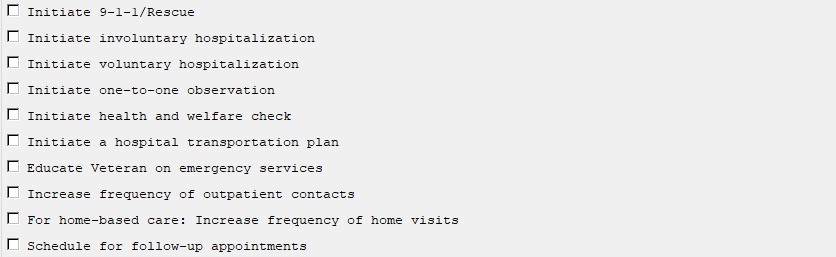 Initiate 9-1-1/Rescue
Initiate involuntary hospitalization
Initiate voluntary hospitalization
Initiate one-to-one observation
Initiate health and welfare check
Initiate a hospital transportation plan
Educate Veteran on emergency services
Increase frequency of outpatient contacts
For home-based care: Increase frequency of home visits
Schedule for follow-up appointments